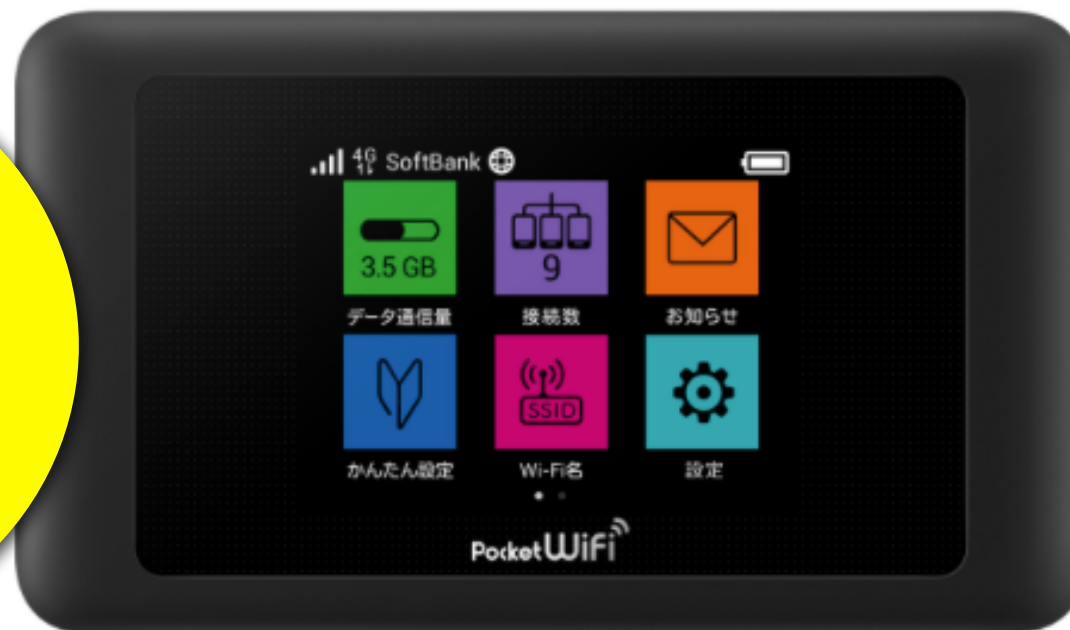 4G SoftBank
3.5 GB
9
データ通信量
接続数
お知らせ
SSID
かんたん設定
Wi-Fi名
設定
Pocket WiFi